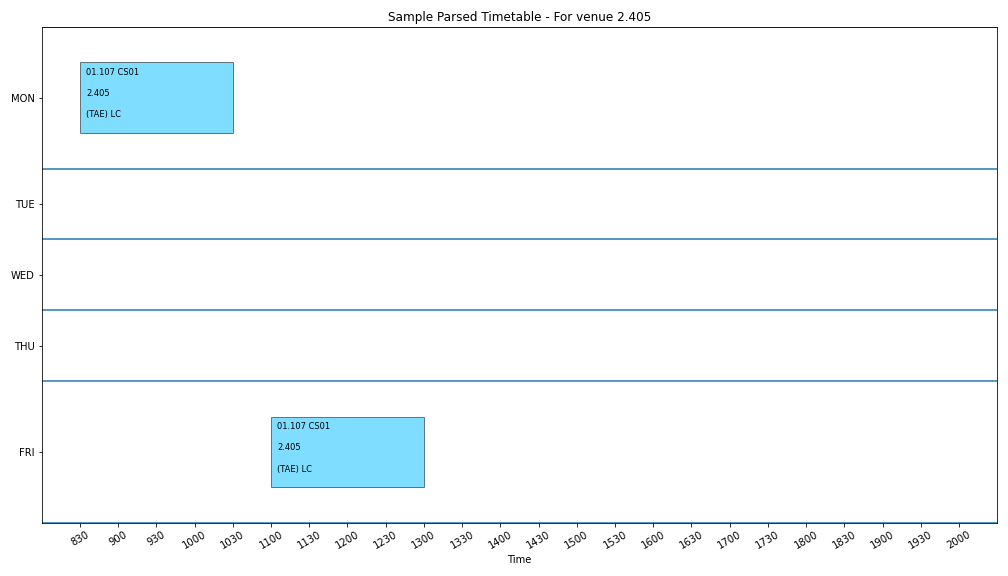 Sample Parsed Timetable - For venue 2.405
MON
01.107 CS01
2.405
(TAE) LC
TUE
WED
THU
FRI
01.107 CS01
2.405
(TAE) LC
830 900 930 1000 1030 1100 1130 1200 1230 1300 1330 1400 1430 1500 1530 1600 1630 1700 1730 1800 1830 1900 1930 2000
Time